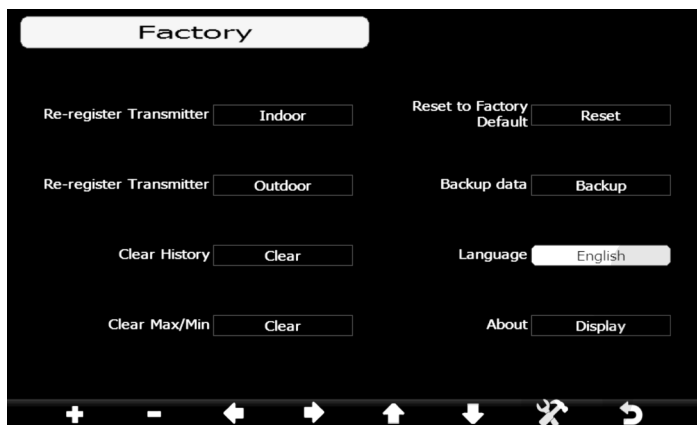 Factory
Re-register Transmitter Indoor
Reset to Factory
Default Reset
Re-register Transmitter Outdoor
Backup data Backup
Clear History Clear
Language English
Clear Max/Min Clear
About Display